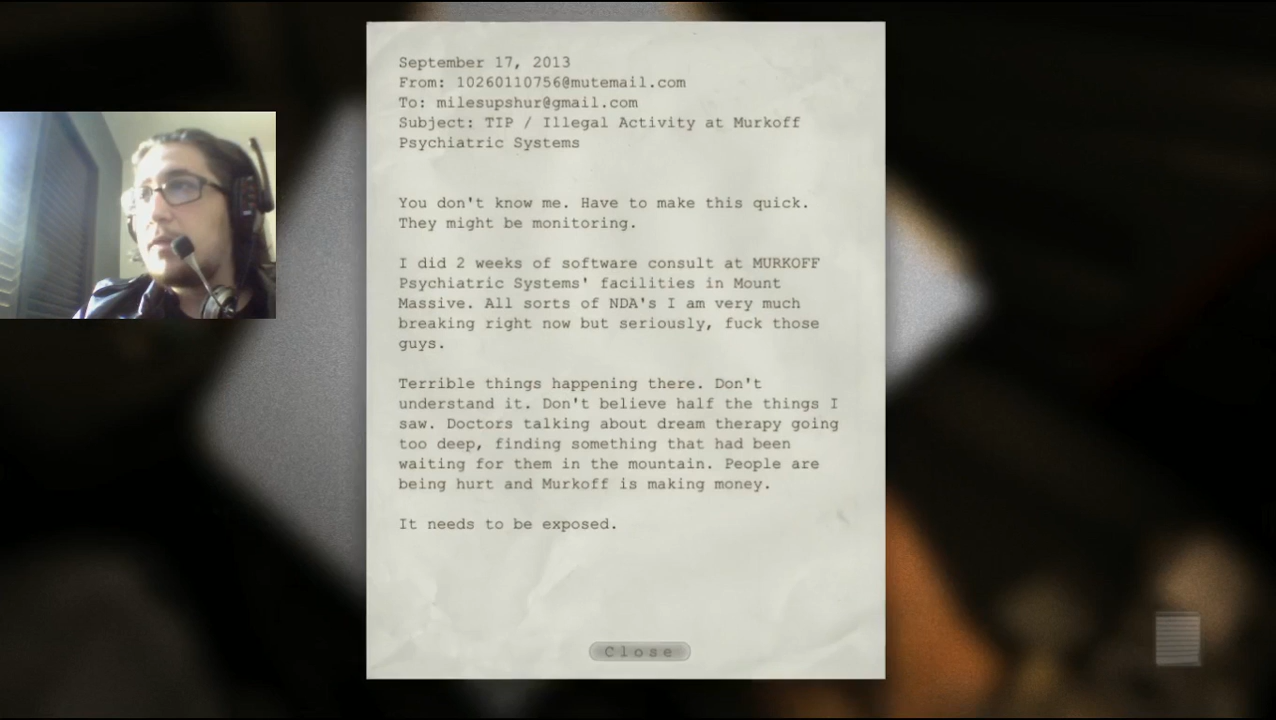 September 17, 2013
From: 10260110756@mutemail.com
To: milesupshur@gmail.com
Subject: TIP / Illegal Activity at Murkoff
Psychiatric Systems
You don't know me. Have to make this quick.
They might be monitoring.
I did 2 weeks of software consult at MURKOFF
Psychiatric Systems' facilities in Mount
Massive. All sorts of NDA's I am very much
breaking right now but seriously, fuck those
guys.
Terrible things happening there. Don't
understand it. Don't believe half the things I
saw. Doctors talking about dream therapy going
too deep, finding something that had been
waiting for them in the mountain. People are
being hurt and Murkoff is making money.
It needs to be exposed.
Close